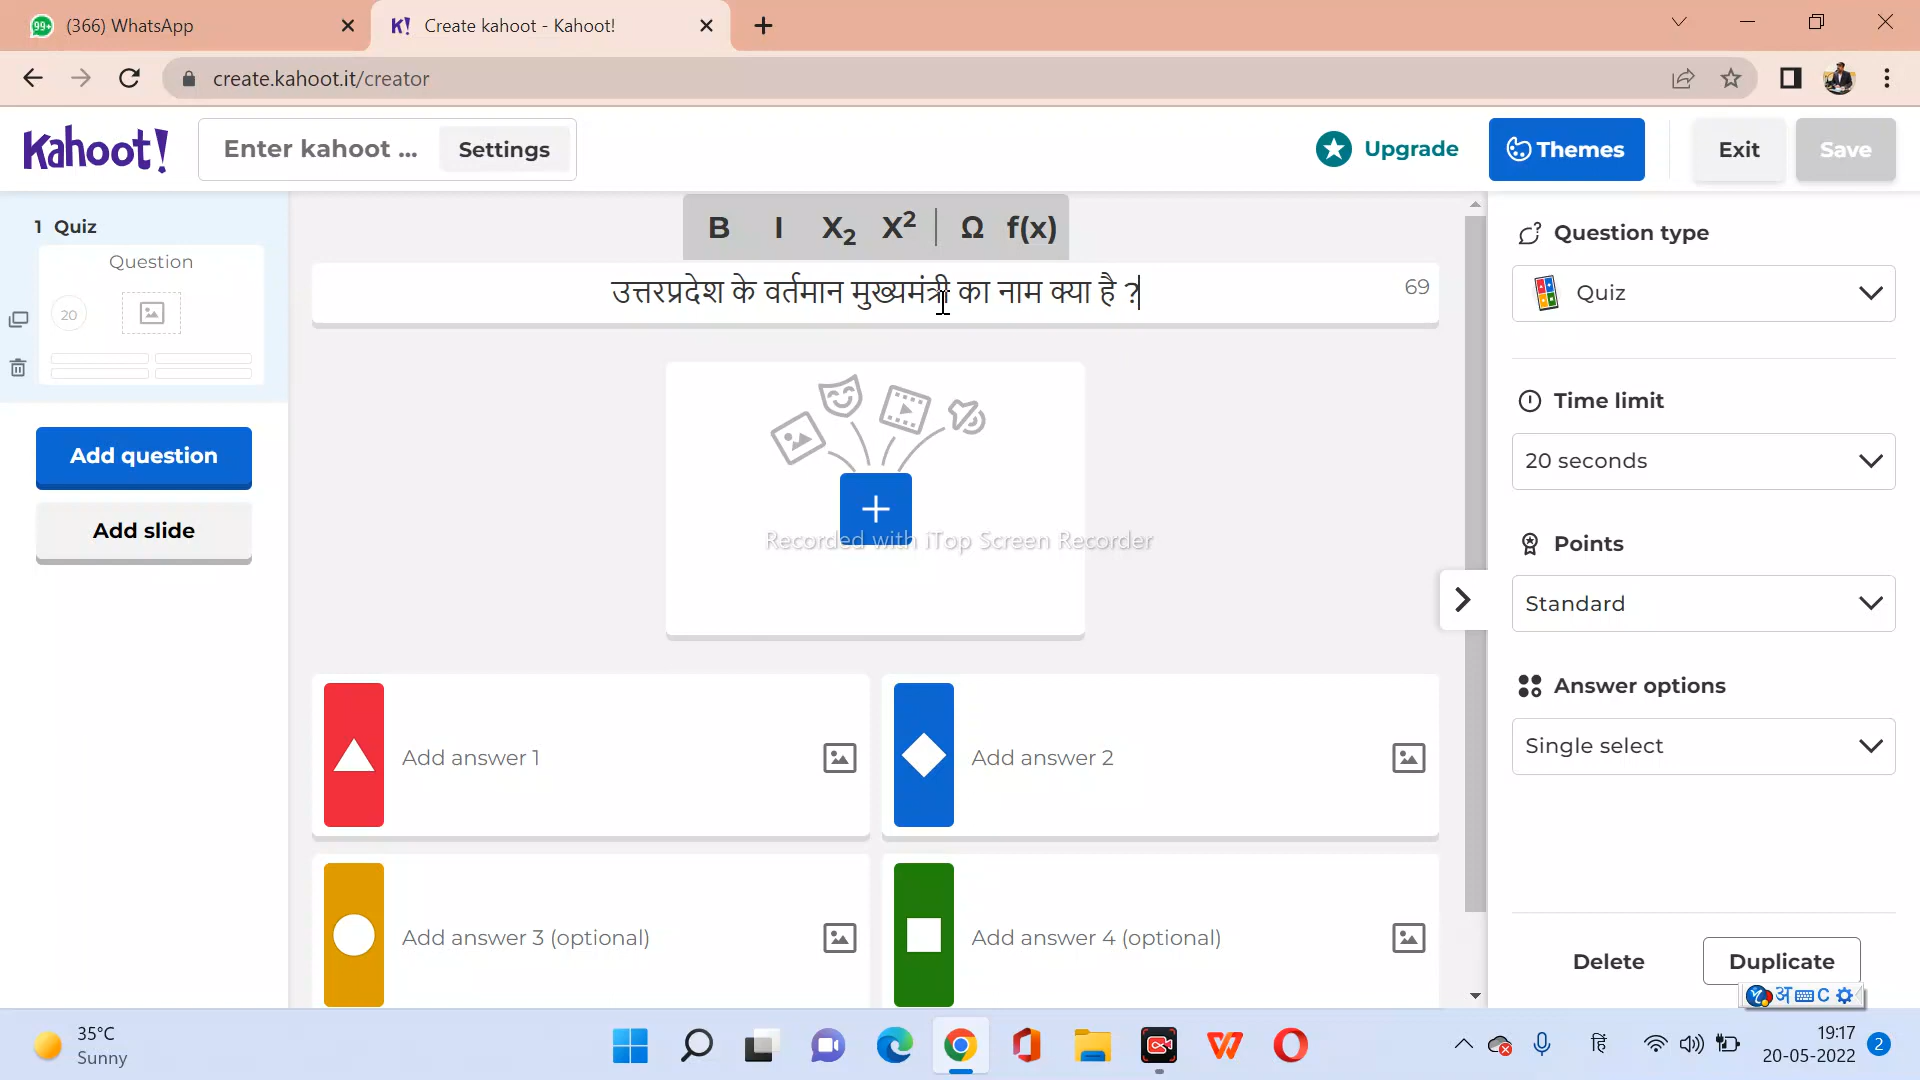 (366) WhatsApp
Create kahoot - Kahoot!
create.kahoot.it/creator
Kahoot!
Enter kahoot ...
Settings
Upgrade
Themes
Exit
Save
1 Quiz
Question
20
Add question
Add slide
B I X₂ X² Ω f(x)
उत्तरप्रदेश के वर्तमान मुख्यमंत्री का नाम क्या है ?
69
Recorded with iTop Screen Recorder
Add answer 1
Add answer 2
Add answer 3 (optional)
Add answer 4 (optional)
Question type
Quiz
Time limit
20 seconds
Points
Standard
Answer options
Single select
Delete
Duplicate
अ C
35°C
Sunny
हिं
19:17
20-05-2022
2
99+